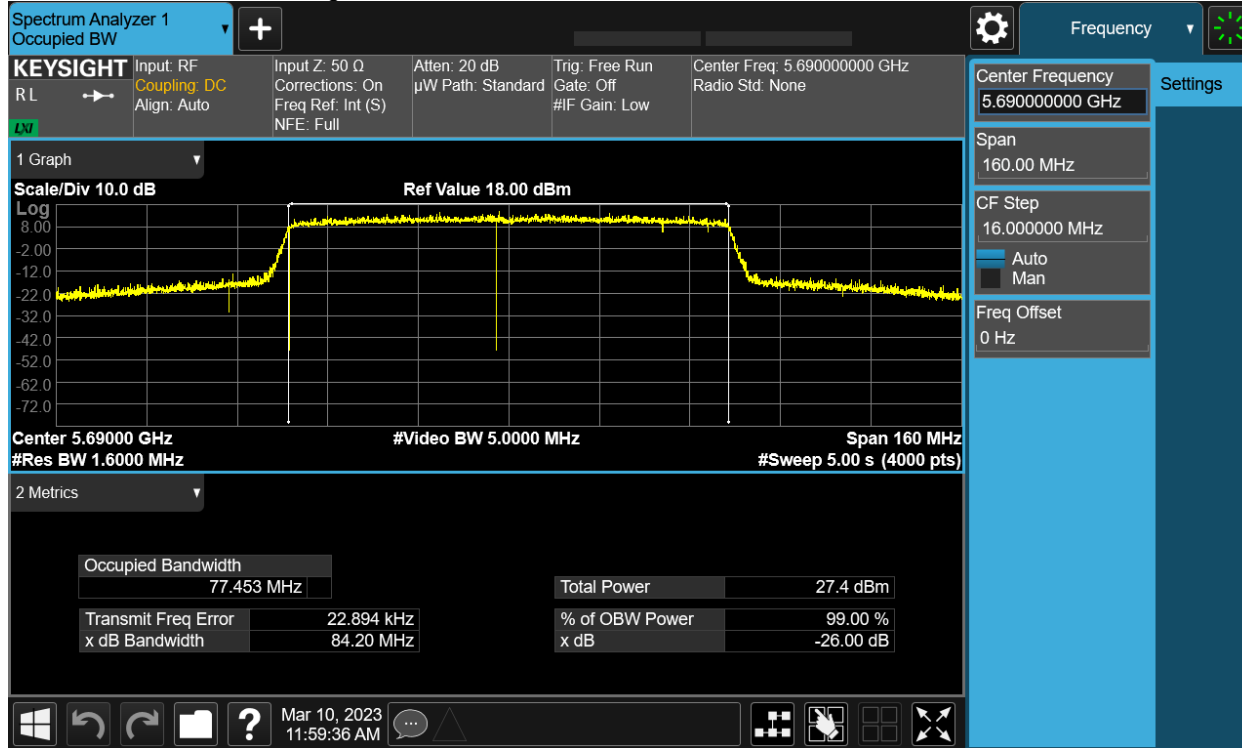 Spectrum Analyzer 1
Occupied BW
+
Frequency
KEYSIGHT
R L
LXI
Input: RF
Coupling: DC
Align: Auto
Input Z: 50 Ω
Corrections: On
Freq Ref: Int (S)
NFE: Full
Atten: 20 dB
µW Path: Standard
Trig: Free Run
Gate: Off
#IF Gain: Low
Center Freq: 5.690000000 GHz
Radio Std: None
Center Frequency
5.690000000 GHz
Settings
Span
160.00 MHz
CF Step
16.000000 MHz
Auto
Man
Freq Offset
0 Hz
1 Graph
Scale/Div 10.0 dB
Ref Value 18.00 dBm
Log
8.00
-2.00
-12.0
-22.0
-32.0
-42.0
-52.0
-62.0
-72.0
Center 5.69000 GHz
#Video BW 5.0000 MHz
Span 160 MHz
#Res BW 1.6000 MHz
#Sweep 5.00 s (4000 pts)
2 Metrics
Occupied Bandwidth
77.453 MHz
Total Power 27.4 dBm
Transmit Freq Error 22.894 kHz
% of OBW Power 99.00 %
x dB Bandwidth 84.20 MHz
x dB -26.00 dB
?
Mar 10, 2023
11:59:36 AM